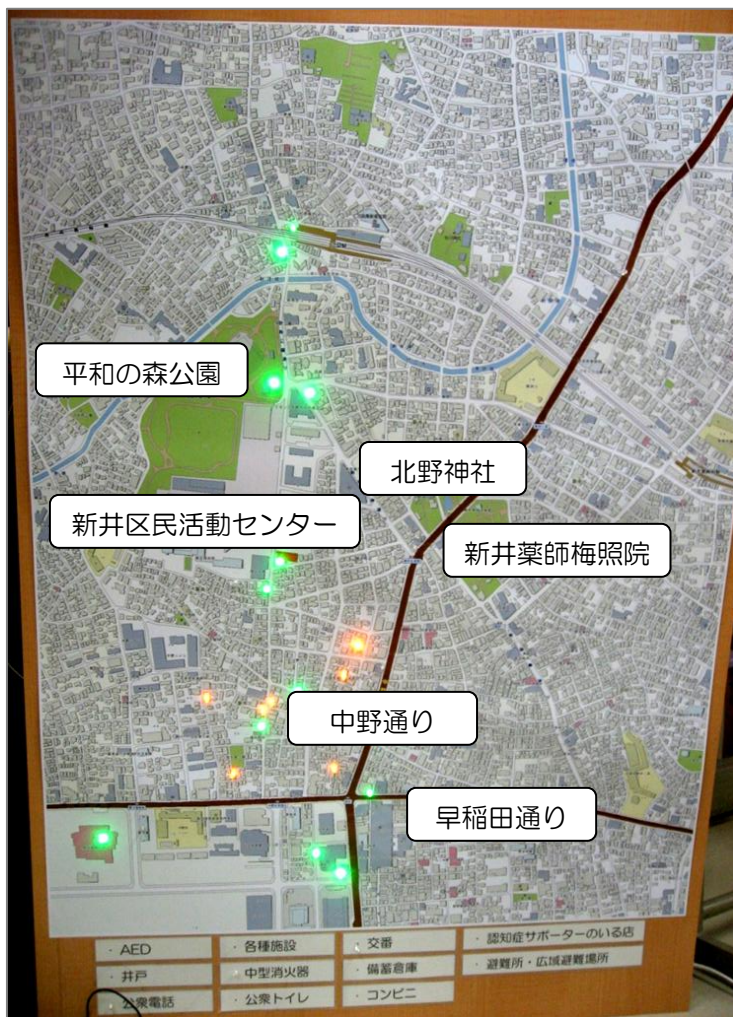 平和の森公園
北野神社
新井区民活動センター
新井薬師梅照院
中野通り
早稲田通り
・AED
・各種施設
・交番
・認知症サポーターのいる店
・井戸
・中型消火器
・備蓄倉庫
・避難所・広域避難場所
公衆電話
・公衆トイレ
・コンビニ